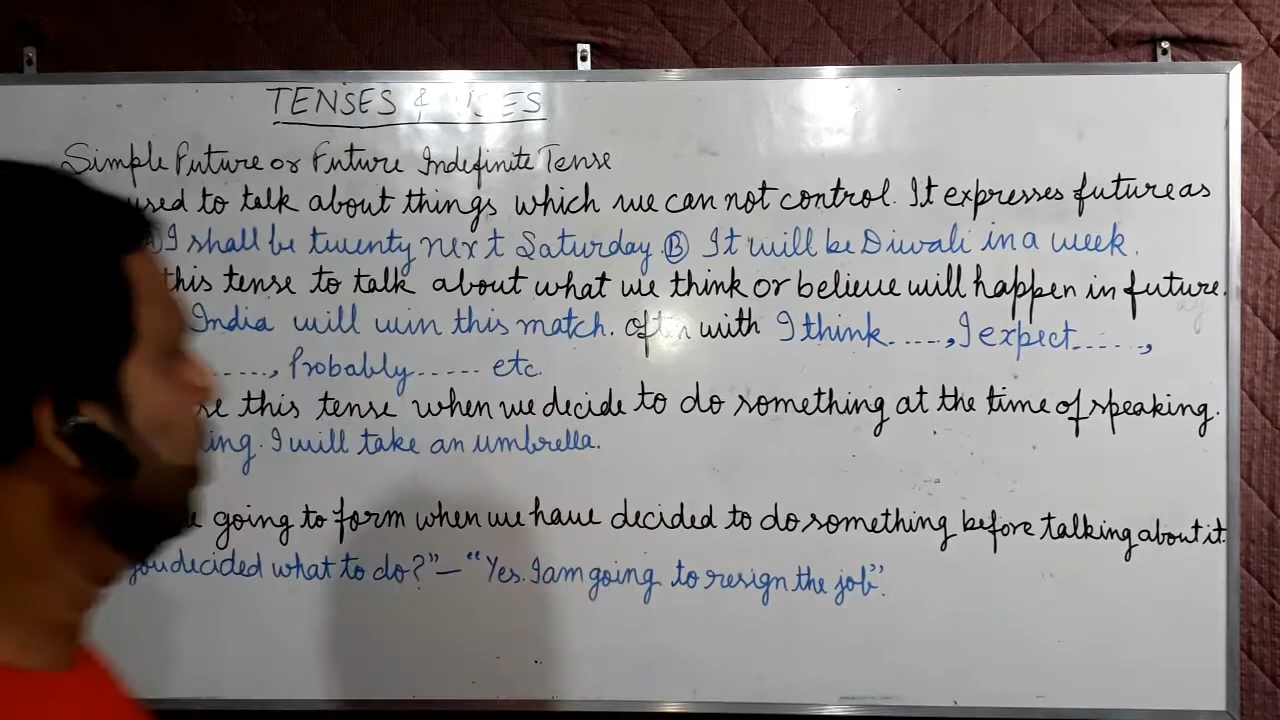 TENSES & USES
Simple Future or Future Indefinite Tense
used to talk about things which we can not control. It expresses future as
I shall be twenty next Saturday. Ⓑ It will be Diwali in a week.
this tense to talk about what we think or believe will happen in future.
India will win this match. Often with I think ....., I expect .....,
....., Probably ..... etc.
this tense when we decide to do something at the time of speaking.
I will take an umbrella.
going to form when we have decided to do something before talking about it.
you decided what to do?" – "Yes. I am going to resign the job".